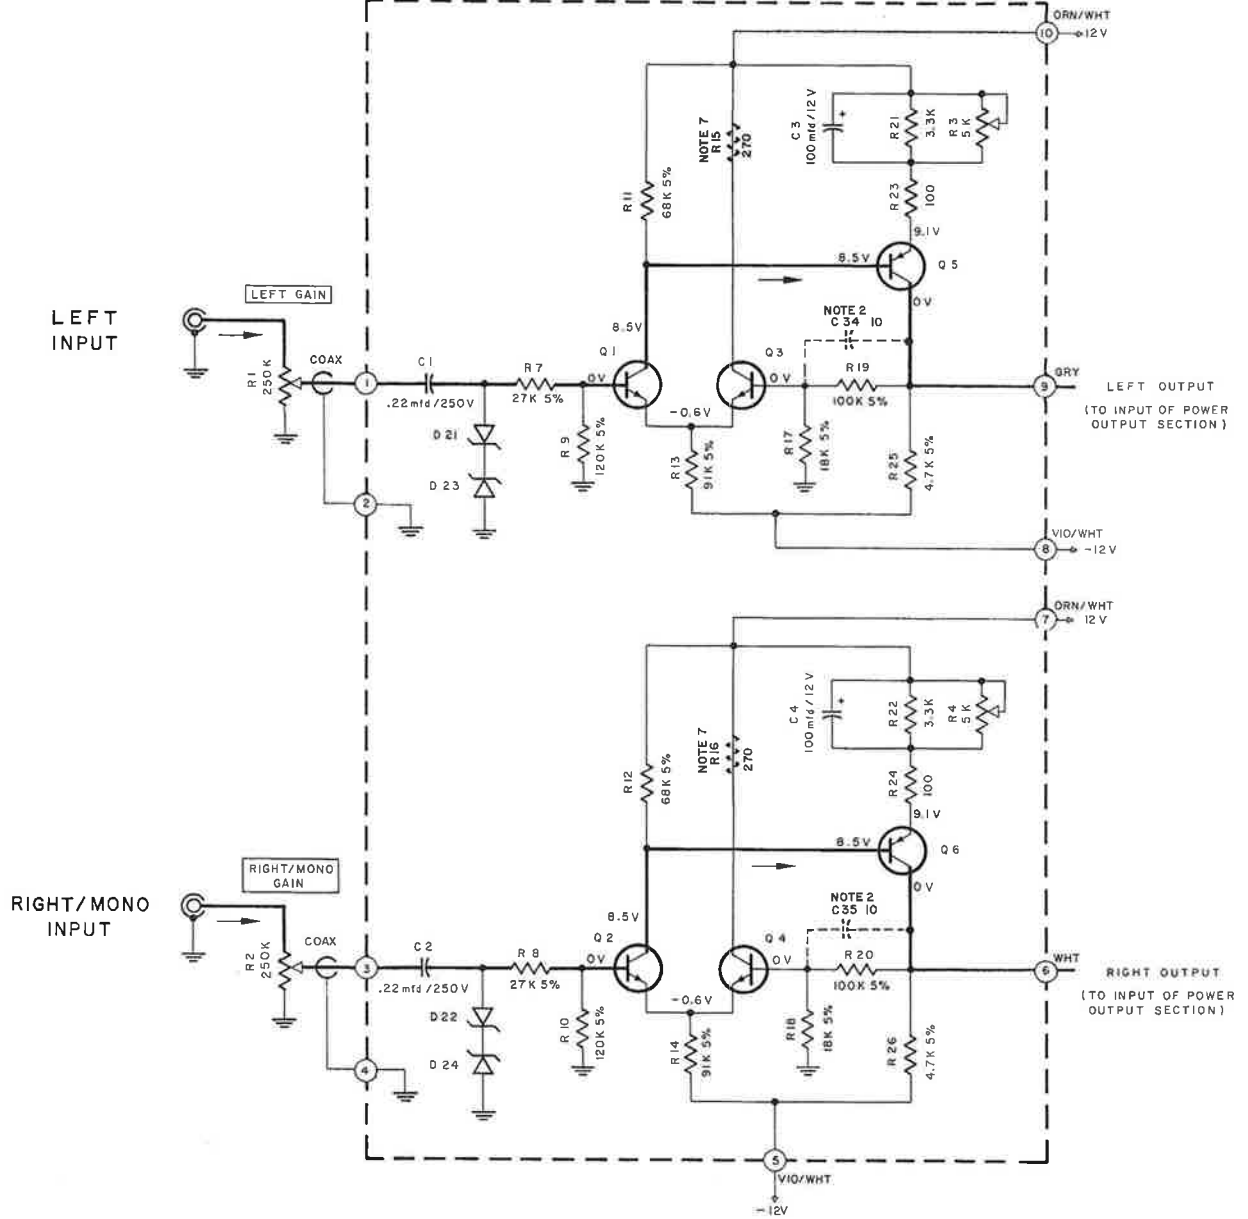 ORN/WHT
10
12V
NOTE 7
R15
270
C3
100 mfd/12V
+
R21
3.3K
R3
5K
R11
68K 5%
R23
100
9.1V
8.5V
Q5
0V
LEFT GAIN
LEFT
INPUT
NOTE 2
C34 10
8.5V
Q1
Q3
COAX
C1
R7
0V
0V
R19
GRY
R1
250K
1
.22mfd/250V
27K 5%
100K 5%
9
LEFT OUTPUT
(TO INPUT OF POWER
OUTPUT SECTION)
-0.6V
D21
R9
120K 5%
R13
91K 5%
R17
18K 5%
R25
4.7K 5%
D23
2
VIO/WHT
8
-12V
ORN/WHT
7
12V
NOTE 7
R16
270
C4
100mfd/12V
+
R22
3.3K
R4
5K
R12
68K 5%
R24
100
9.1V
8.5V
Q6
0V
RIGHT/MONO
GAIN
RIGHT/MONO
INPUT
NOTE 2
C35 10
8.5V
Q2
Q4
COAX
C2
R8
0V
0V
R20
WHT
R2
250K
3
.22mfd/250V
27K 5%
100K 5%
6
RIGHT OUTPUT
(TO INPUT OF POWER
OUTPUT SECTION)
-0.6V
D22
R10
120K 5%
R14
91K 5%
R18
18K 5%
R26
4.7K 5%
D24
4
5
VIO/WHT
-12V